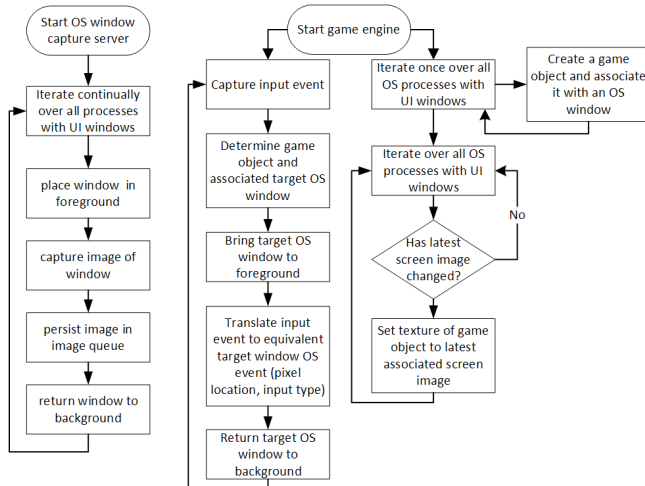 Start OS window
capture server
Iterate continually
over all processes
with UI windows
place window in
foreground
capture image of
window
persist image in
image queue
return window to
background
Start game engine
Capture input event
Determine game
object and
associated target OS
window
Bring target OS
window to
foreground
Translate input
event to equivalent
target window OS
event (pixel
location, input type)
Return target OS
window to
background
Iterate once over all
OS processes with
UI windows
Create a game
object and associate
it with an OS
window
Iterate over all OS
processes with UI
windows
No
Has latest
screen image
changed?
Set texture of game
object to latest
associated screen
image